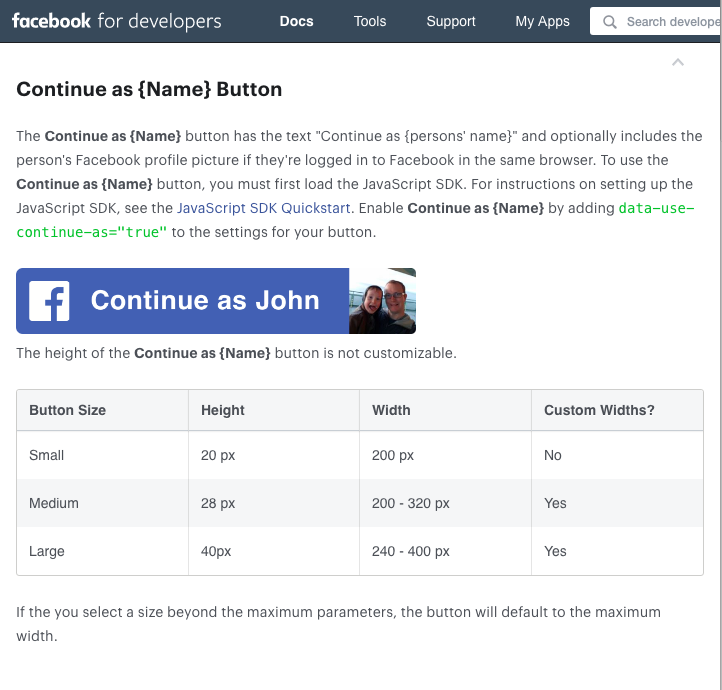 facebook for developers Docs Tools Support My Apps Search develope
Continue as {Name} Button
The Continue as {Name} button has the text "Continue as {persons' name}" and optionally includes the
person's Facebook profile picture if they're logged in to Facebook in the same browser. To use the
Continue as {Name} button, you must first load the JavaScript SDK. For instructions on setting up the
JavaScript SDK, see the JavaScript SDK Quickstart. Enable Continue as {Name} by adding data-use-
continue-as="true" to the settings for your button.
f Continue as John
The height of the Continue as {Name} button is not customizable.
Button Size Height Width Custom Widths?
Small 20 px 200 px No
Medium 28 px 200 - 320 px Yes
Large 40px 240 - 400 px Yes
If the you select a size beyond the maximum parameters, the button will default to the maximum
width.